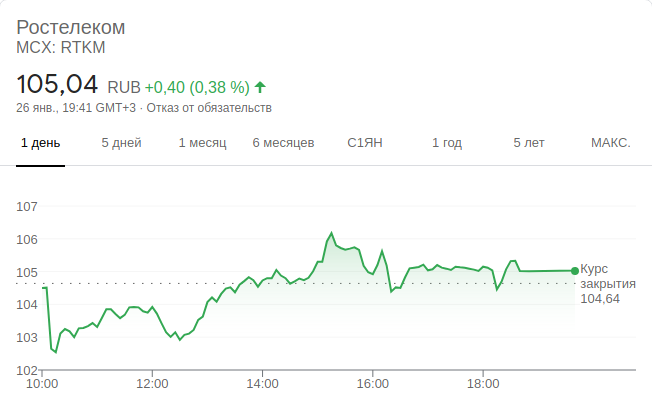 Ростелеком
MCX: RTKM
105,04 RUB +0,40 (0,38 %)
26 янв., 19:41 GMT+3 · Отказ от обязательств
1 день 5 дней 1 месяц 6 месяцев С1ЯН 1 год 5 лет МАКС.
107
106
105
104
103
102
Курс
закрытия
104,64
10:00 12:00 14:00 16:00 18:00